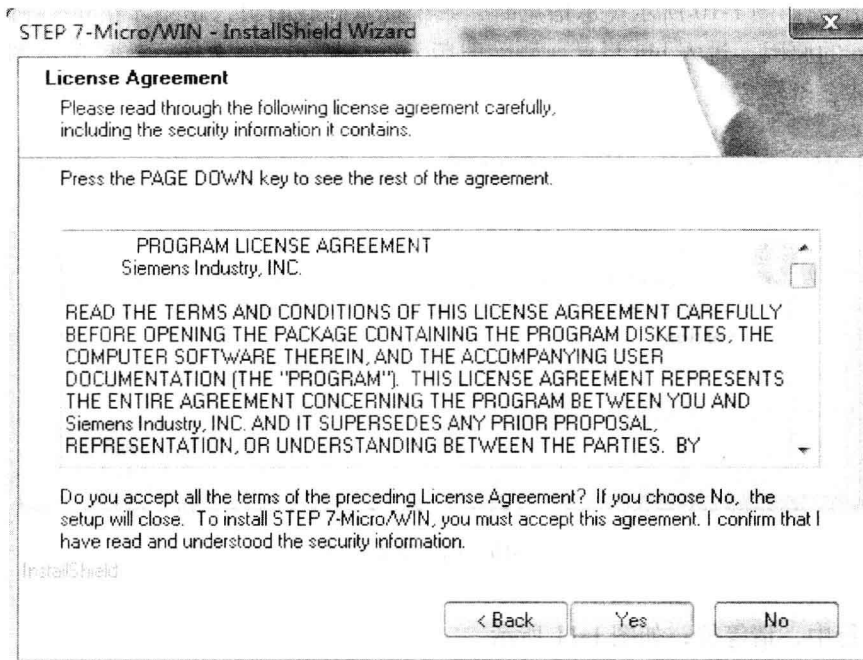 STEP 7-Micro/WIN - InstallShield Wizard
License Agreement
Please read through the following license agreement carefully,
including the security information it contains.
Press the PAGE DOWN key to see the rest of the agreement.
PROGRAM LICENSE AGREEMENT
Siemens Industry, INC.
READ THE TERMS AND CONDITIONS OF THIS LICENSE AGREEMENT CAREFULLY
BEFORE OPENING THE PACKAGE CONTAINING THE PROGRAM DISKETTES, THE
COMPUTER SOFTWARE THEREIN, AND THE ACCOMPANYING USER
DOCUMENTATION (THE "PROGRAM").  THIS LICENSE AGREEMENT REPRESENTS
THE ENTIRE AGREEMENT CONCERNING THE PROGRAM BETWEEN YOU AND
Siemens Industry, INC. AND IT SUPERSEDES ANY PRIOR PROPOSAL,
REPRESENTATION, OR UNDERSTANDING BETWEEN THE PARTIES.  BY
Do you accept all the terms of the preceding License Agreement?  If you choose No,  the
setup will close.  To install STEP 7-Micro/WIN, you must accept this agreement. I confirm that I
have read and understood the security information.
InstallShield
< Back
Yes
No